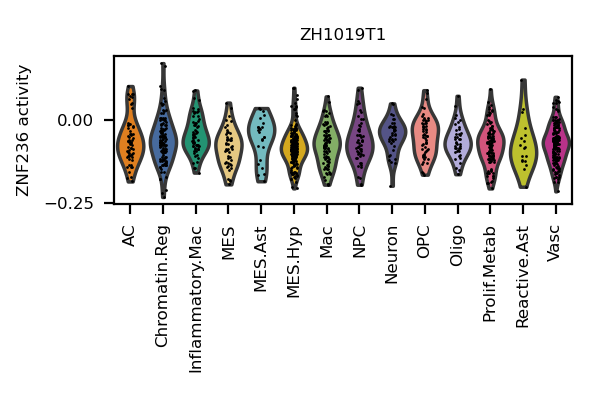 ZH1019T1
ZNF236 activity
0.00
−0.25
AC
Chromatin.Reg
Inflammatory.Mac
MES
MES.Ast
MES.Hyp
Mac
NPC
Neuron
OPC
Oligo
Prolif.Metab
Reactive.Ast
Vasc